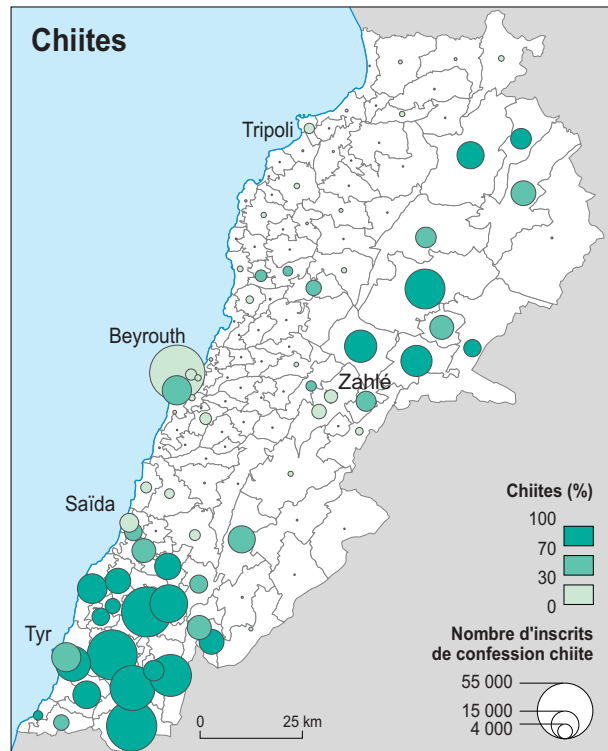 Chiites
Tripoli
Beyrouth
Zahlé
Saïda
Tyr
Chiites (%)
100
70
30
0
Nombre d'inscrits
de confession chiite
55 000
15 000
4 000
0 25 km